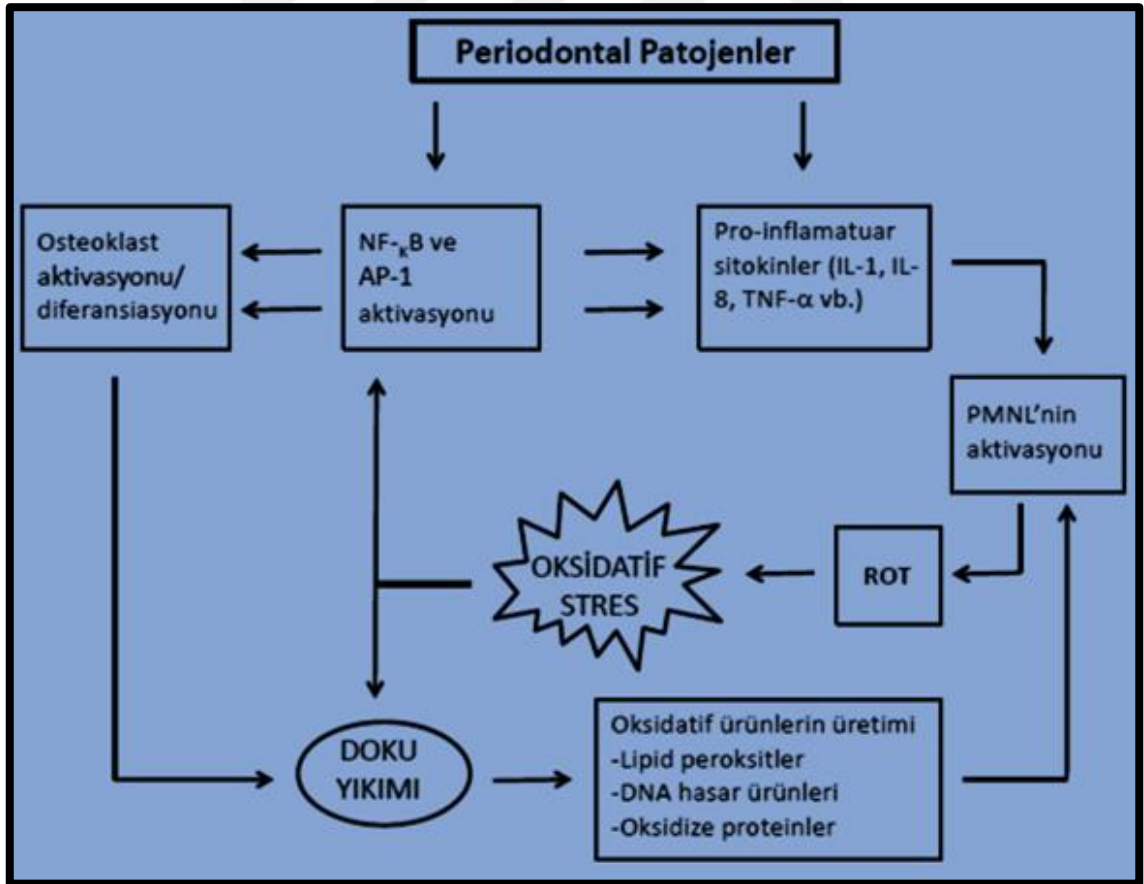 Periodontal Patojenler
Osteoklast
aktivasyonu/
diferansiasyonu
NF-κB ve
AP-1
aktivasyonu
Pro-inflamatuar
sitokinler (IL-1, IL-
8, TNF-α vb.)
PMNL'nin
aktivasyonu
ROT
OKSİDATİF
STRES
DOKU
YIKIMI
Oksidatif ürünlerin üretimi
-Lipid peroksitler
-DNA hasar ürünleri
-Oksidize proteinler